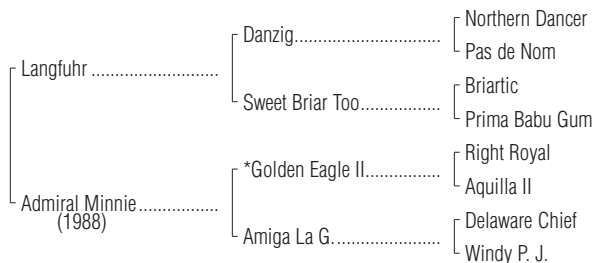 Northern Dancer
Danzig..................................
Pas de Nom
Langfuhr ..............................
Briartic
Sweet Briar Too...................
Prima Babu Gum
Right Royal
*Golden Eagle II..................
Aquilla II
Admiral Minnie...................
(1988)
Delaware Chief
Amiga La G.........................
Windy P. J.